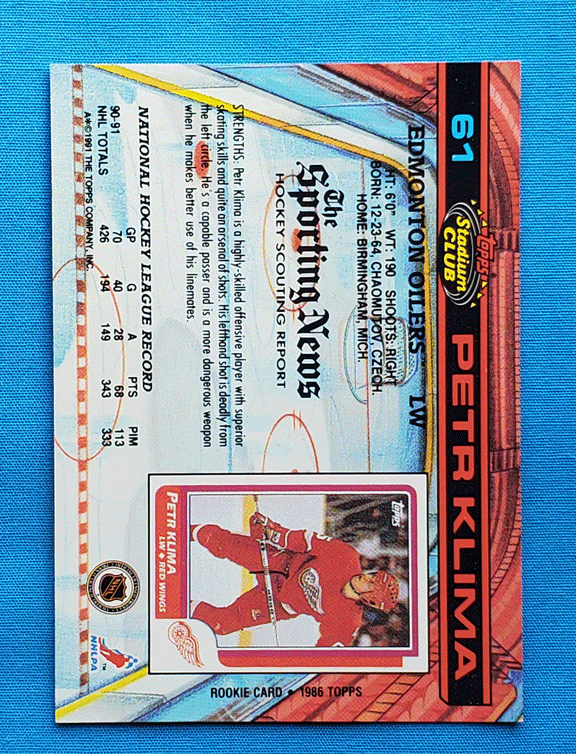 61
Topps
Stadium
CLUB
PETR KLIMA
EDMONTON OILERS LW
HT: 6'0" WT: 190 SHOOTS: RIGHT
BORN: 12-23-64, CHAOMUTOV, CZECH.
HOME: BIRMINGHAM, MICH.
The
Sporting News
HOCKEY SCOUTING REPORT
STRENGTHS: Petr Klima is a highly-skilled offensive player with superior
skating skills and quite an arsenal of shots. His lefthand shot is deadly from
the left circle. He's a capable passer and is a more dangerous weapon
when he makes better use of his linemates.
NATIONAL HOCKEY LEAGUE RECORD
GP G A PTS PIM
90-91 70 40 28 68 113
NHL TOTALS 426 194 149 343 333
A*©1991 THE TOPPS COMPANY, INC.
Topps
PETR KLIMA
LW ◆ RED WINGS
ROOKIE CARD • 1986 TOPPS
NHL
NHLPA
TM